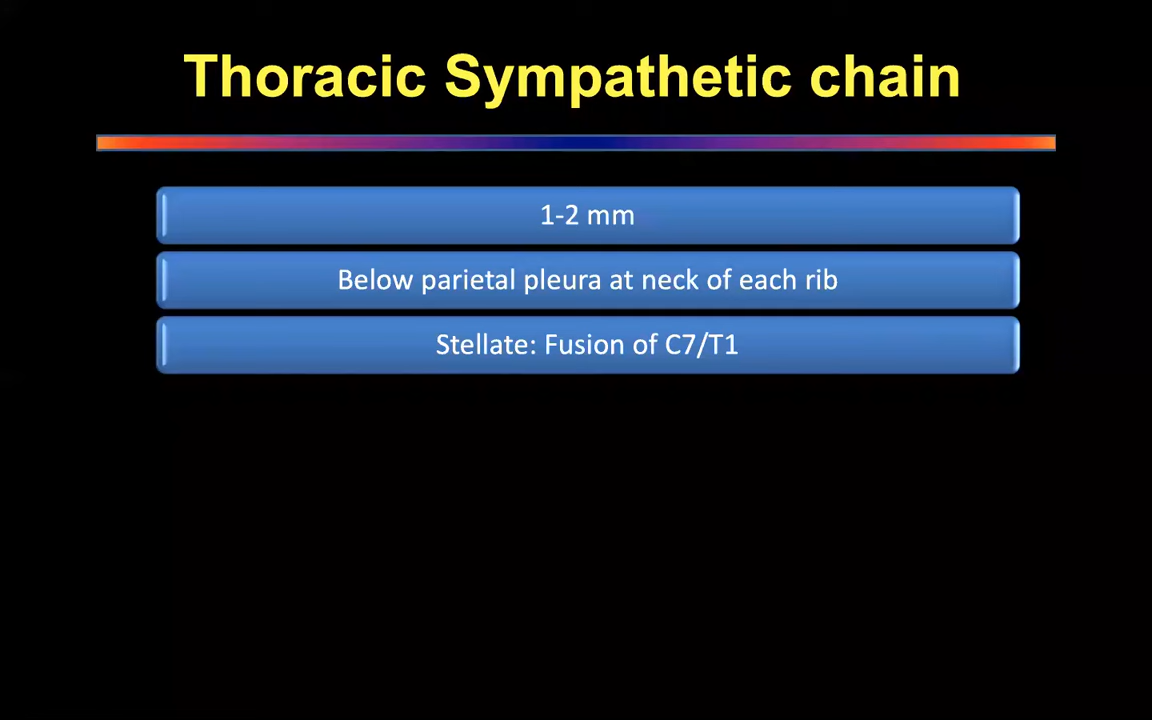 Thoracic Sympathetic chain
1-2 mm
Below parietal pleura at neck of each rib
Stellate: Fusion of C7/T1